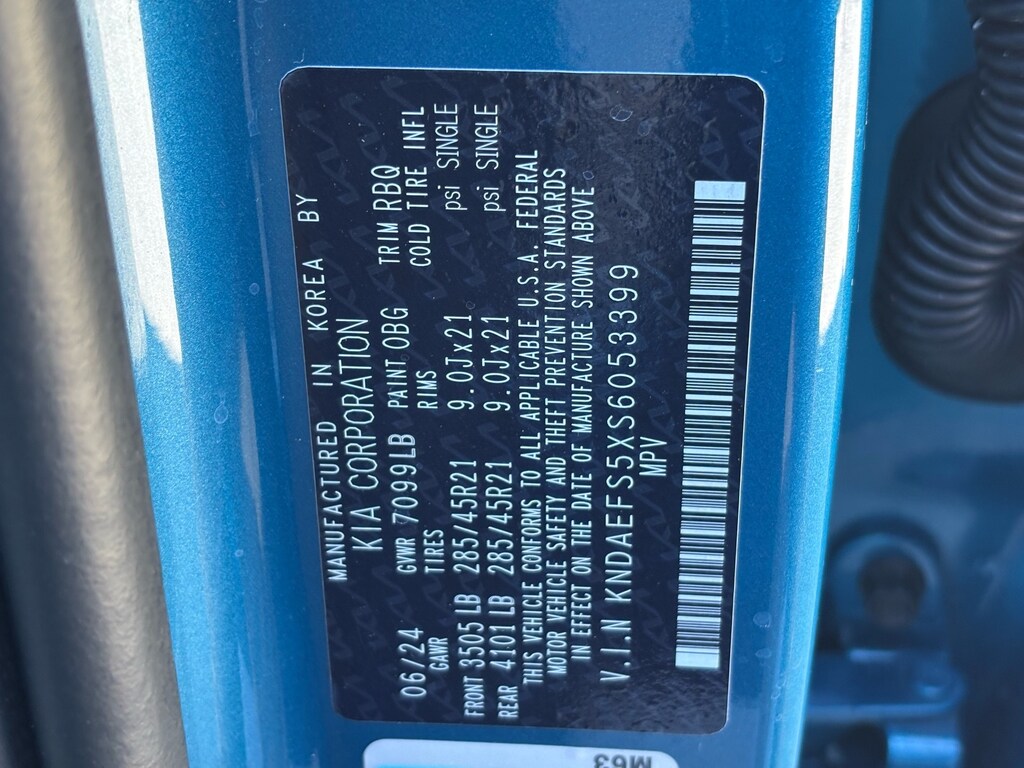 MANUFACTURED IN KOREA BY
KIA CORPORATION
06/24 GVWR 7099LB PAINT OBG TRIM RBQ
GAWR TIRES RIMS COLD TIRE INFL
FRONT 3505 LB 285/45R21 9.0Jx21 psi SINGLE
REAR 4101 LB 285/45R21 9.0Jx21 psi SINGLE
THIS VEHICLE CONFORMS TO ALL APPLICABLE U.S.A. FEDERAL
MOTOR VEHICLE SAFETY AND THEFT PREVENTION STANDARDS
IN EFFECT ON THE DATE OF MANUFACTURE SHOWN ABOVE
V.I.N KNDAEFS5XS6053399
MPV
M63